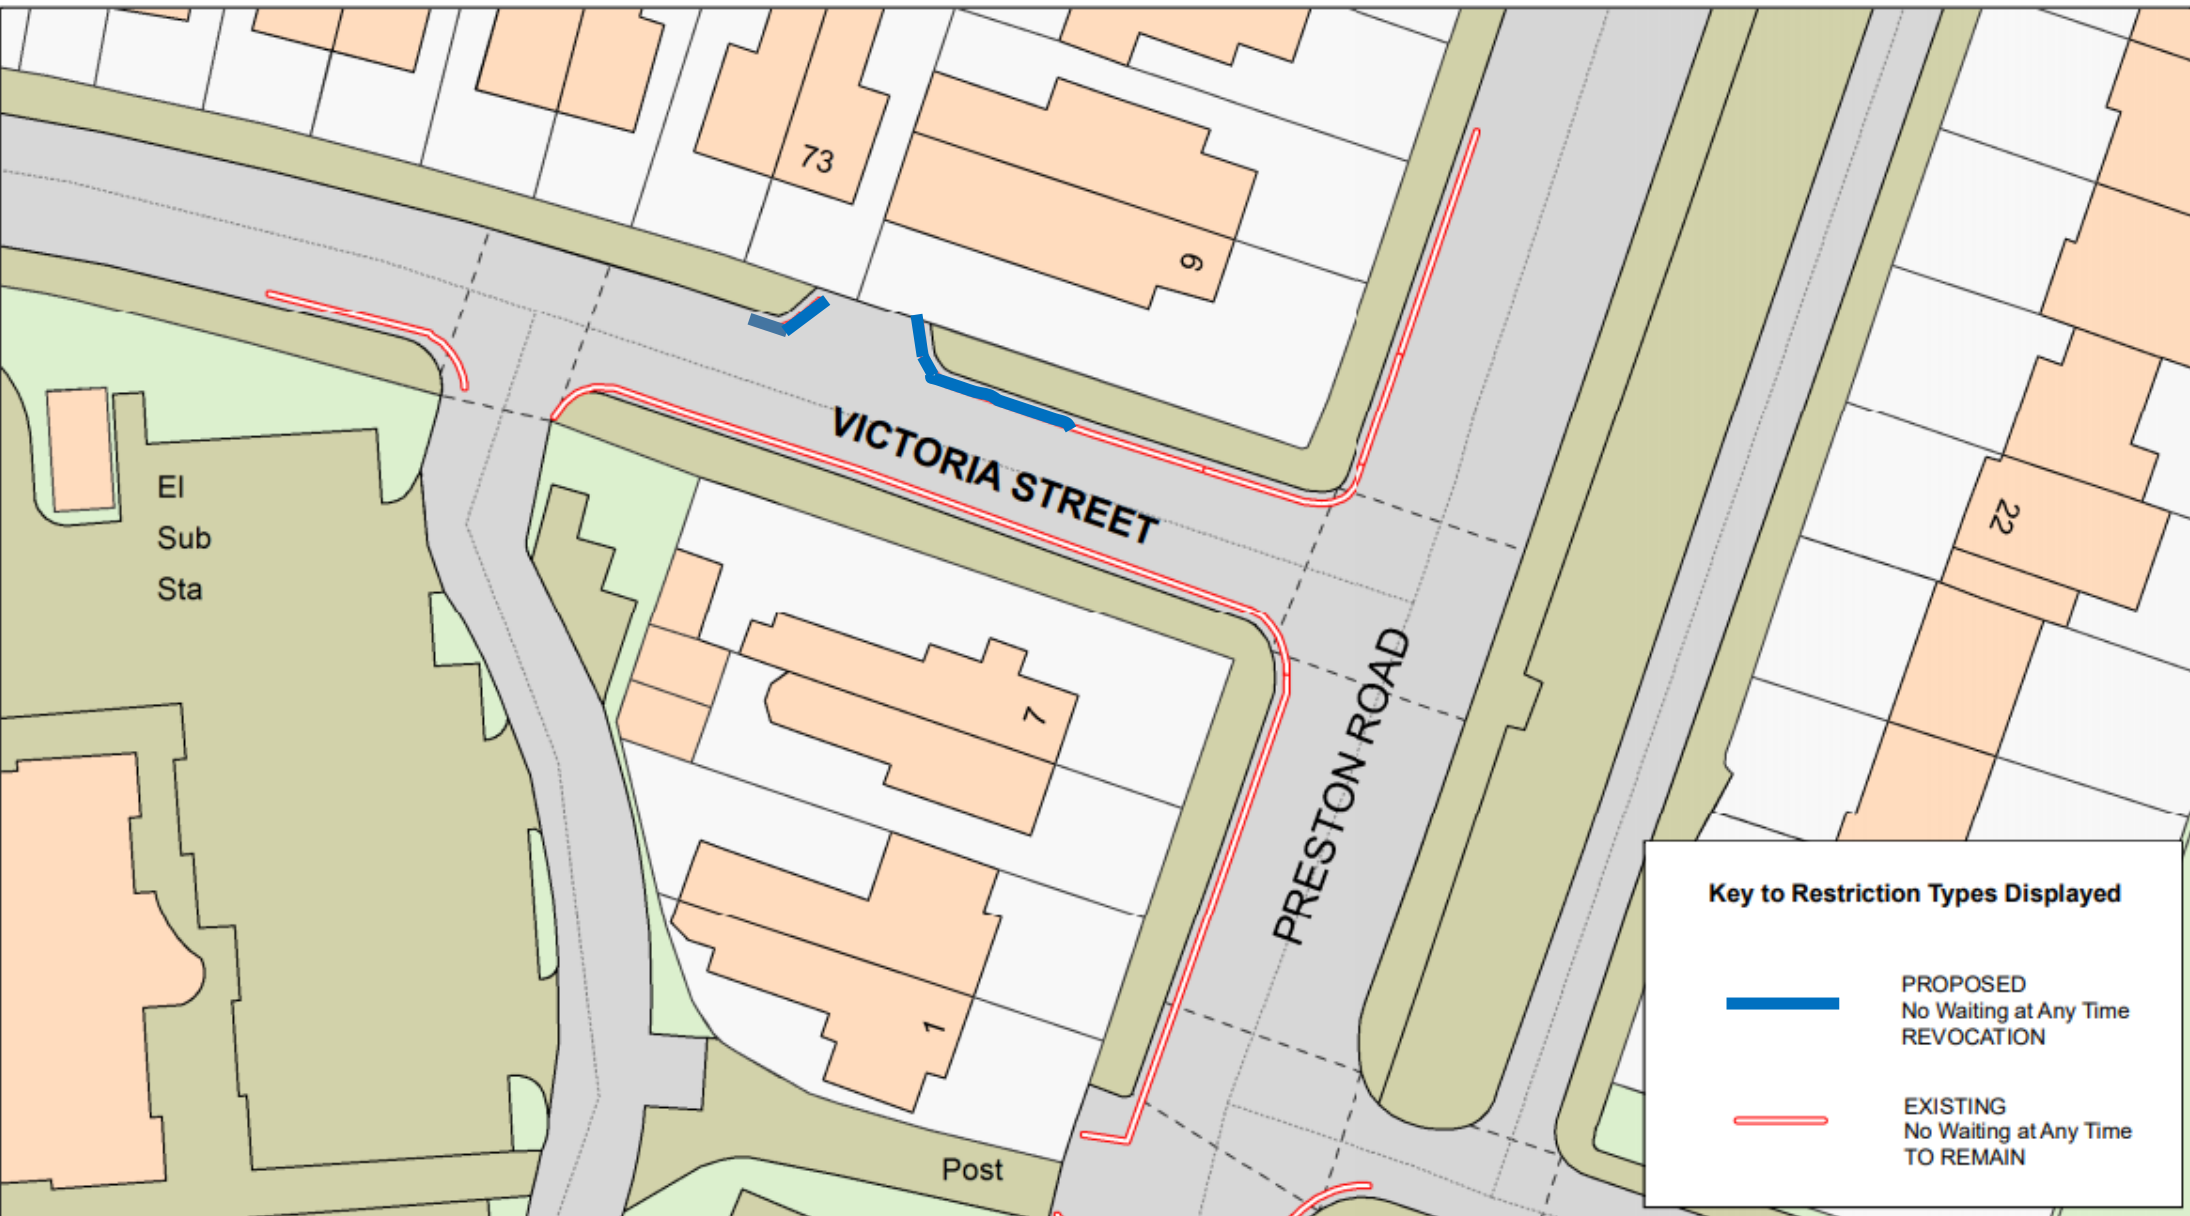 73
9
VICTORIA STREET
El
Sub
Sta
22
7
PRESTON ROAD
1
Post
Key to Restriction Types Displayed
PROPOSED
No Waiting at Any Time
REVOCATION
EXISTING
No Waiting at Any Time
TO REMAIN